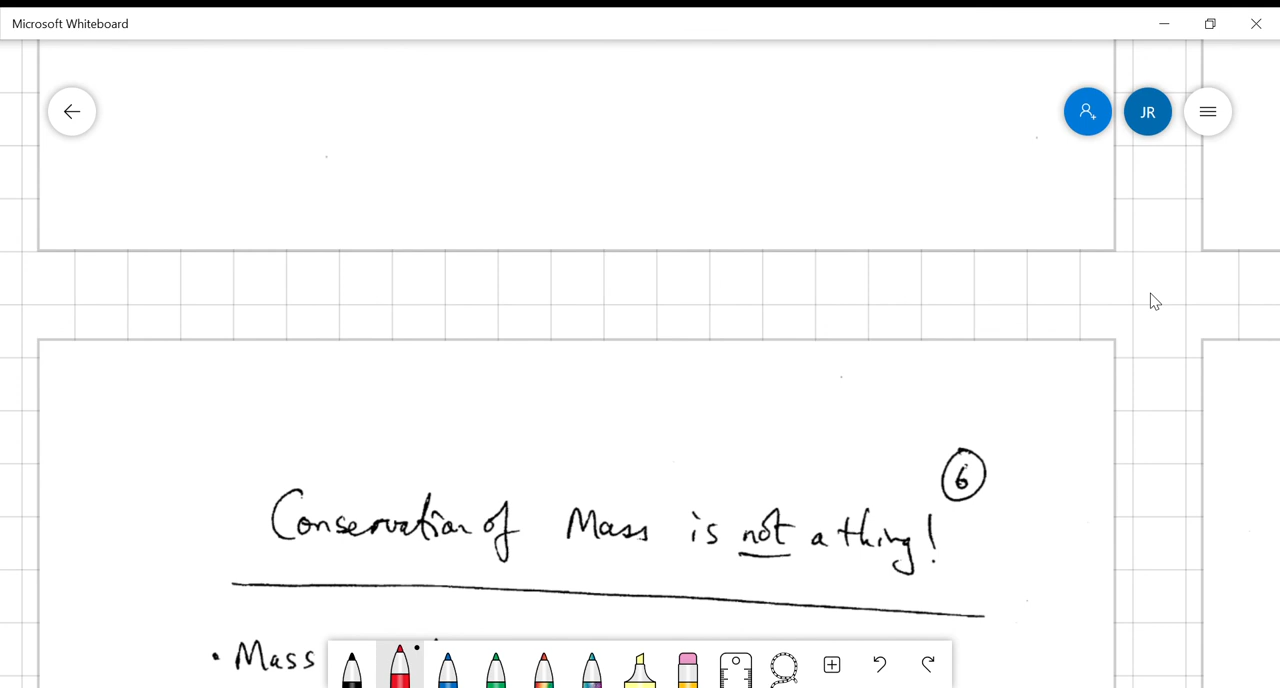 Microsoft Whiteboard
JR
6
Conservation of Mass is not a thing!
• Mass